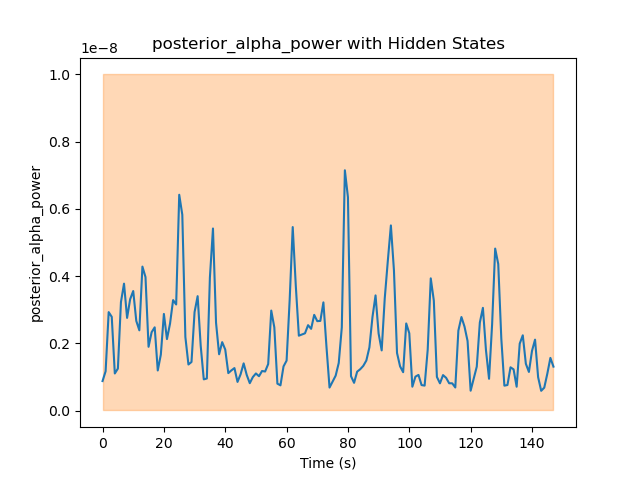 posterior_alpha_power with Hidden States
1e−8
1.0
0.8
0.6
0.4
0.2
0.0
posterior_alpha_power
0 20 40 60 80 100 120 140
Time (s)